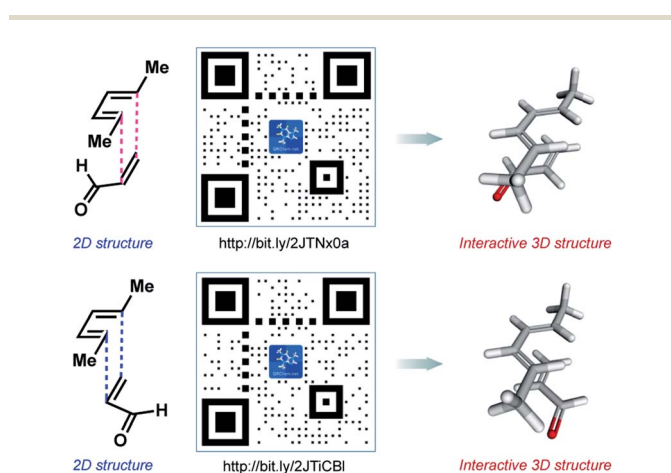 Me
Me
H
O
2D structure
http://bit.ly/2JTNx0a
Interactive 3D structure
Me
Me
H
O
2D structure
http://bit.ly/2JTiCBl
Interactive 3D structure